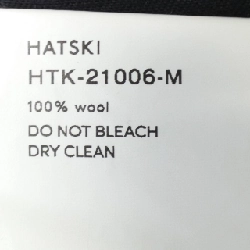 HATSKI
HTK-21006-M
100% wool
DO NOT BLEACH
DRY CLEAN